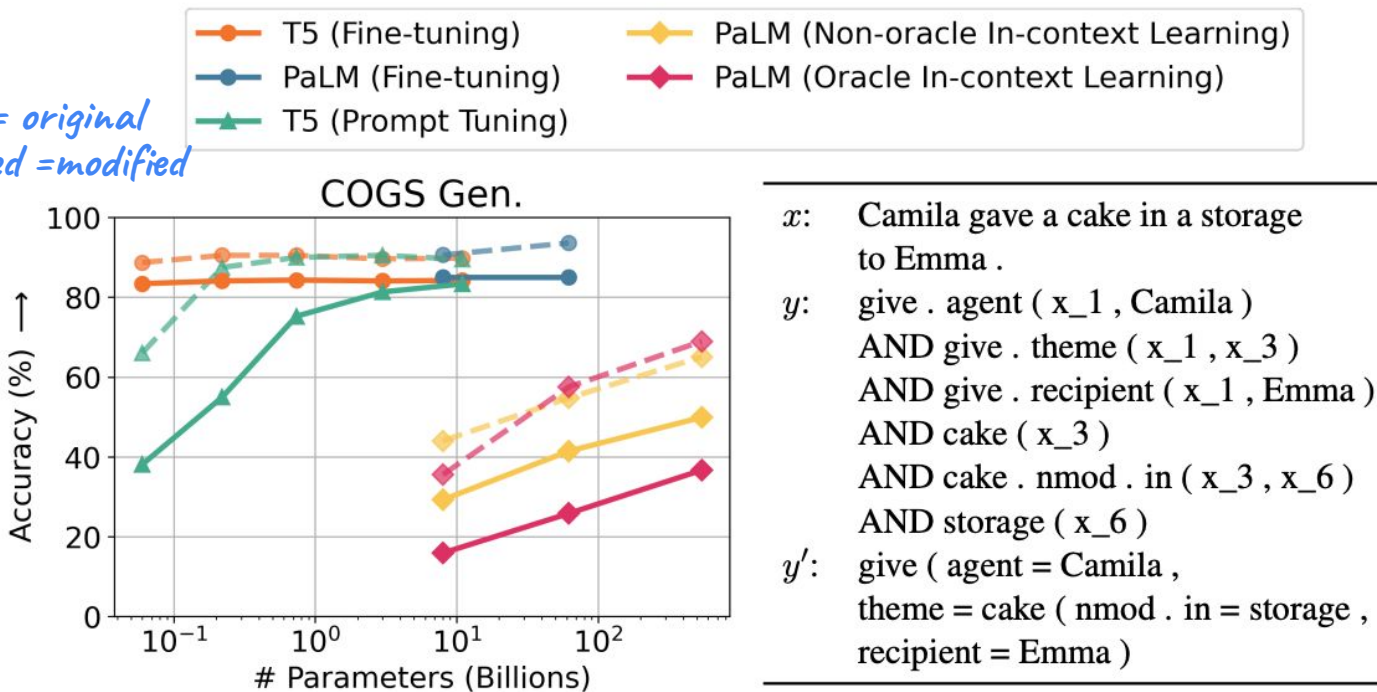 T5 (Fine-tuning)
PaLM (Fine-tuning)
T5 (Prompt Tuning)
PaLM (Non-oracle In-context Learning)
PaLM (Oracle In-context Learning)
= original
=modified
COGS Gen.
Accuracy (%) ⟶
100
80
60
40
20
0
10⁻¹
10⁰
10¹
10²
# Parameters (Billions)
x: Camila gave a cake in a storage
to Emma .
y: give . agent ( x_1 , Camila )
AND give . theme ( x_1 , x_3 )
AND give . recipient ( x_1 , Emma )
AND cake ( x_3 )
AND cake . nmod . in ( x_3 , x_6 )
AND storage ( x_6 )
y′: give ( agent = Camila ,
theme = cake ( nmod . in = storage ,
recipient = Emma )